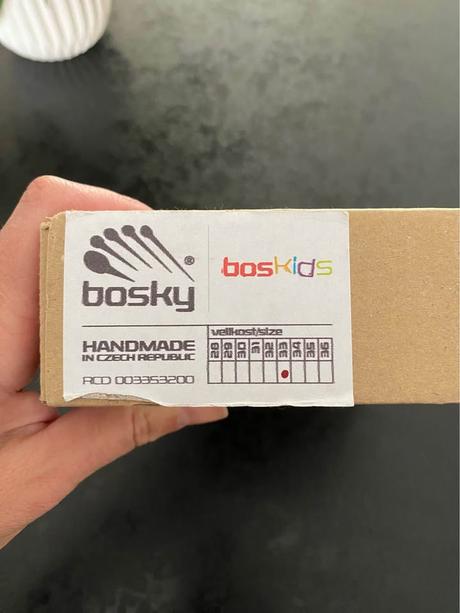 bosky®
boskids
HANDMADE
IN CZECH REPUBLIC
RCD 003353200
velikost/size
28 29 30 31 32 33 34 35 36